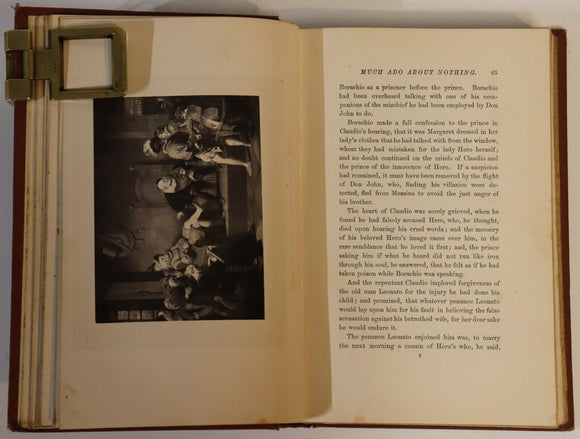 MUCH ADO ABOUT NOTHING. 65
Borachio as a prisoner before the prince. Borachio
had been overheard talking with one of his com-
panions of the mischief he had been employed by Don
John to do.
Borachio made a full confession to the prince in
Claudio's hearing, that it was Margaret dressed in her
lady's clothes that he had talked with from the window,
whom they had mistaken for the lady Hero herself;
and no doubt continued on the minds of Claudio and
the prince of the innocence of Hero. If a suspicion
had remained, it must have been removed by the flight
of Don John, who, finding his villanies were de-
tected, fled from Messina to avoid the just anger of
his brother.
The heart of Claudio was sorely grieved, when he
found he had falsely accused Hero, who, he thought,
died upon hearing his cruel words; and the memory
of his beloved Hero's image came over him, in the
rare semblance that he loved it first; and, the prince
asking him if what he heard did not run like iron
through his soul, he answered, that he felt as if he had
taken poison while Borachio was speaking.
And the repentant Claudio implored forgiveness of
the old man Leonato for the injury he had done his
child; and promised, that whatever penance Leonato
would lay upon him for his fault in believing the false
accusation against his betrothed wife, for her dear sake
he would endure it.
The penance Leonato enjoined him was, to marry
the next morning a cousin of Hero's who, he said,
F